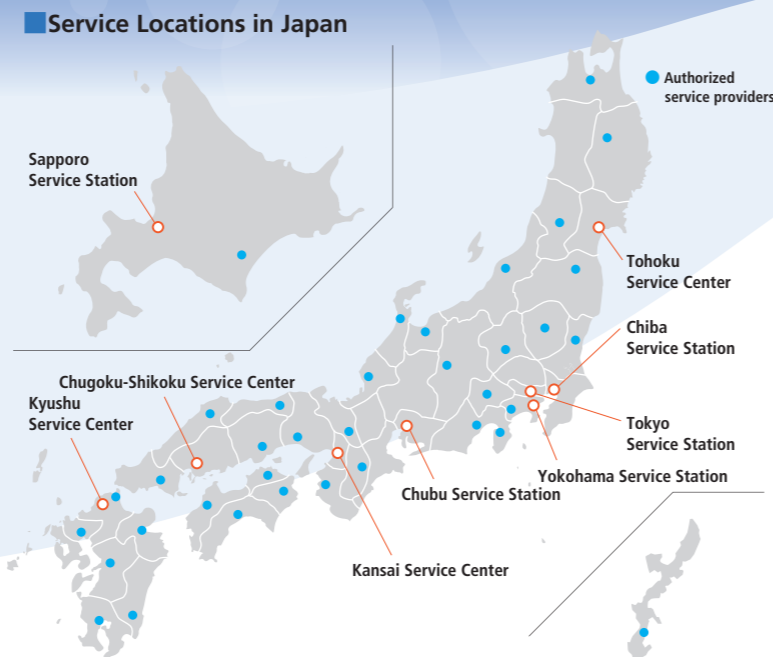 Service Locations in Japan
Authorized
service providers
Sapporo
Service Station
Tohoku
Service Center
Chiba
Service Station
Chugoku-Shikoku Service Center
Kyushu
Service Center
Tokyo
Service Station
Yokohama Service Station
Chubu Service Station
Kansai Service Center